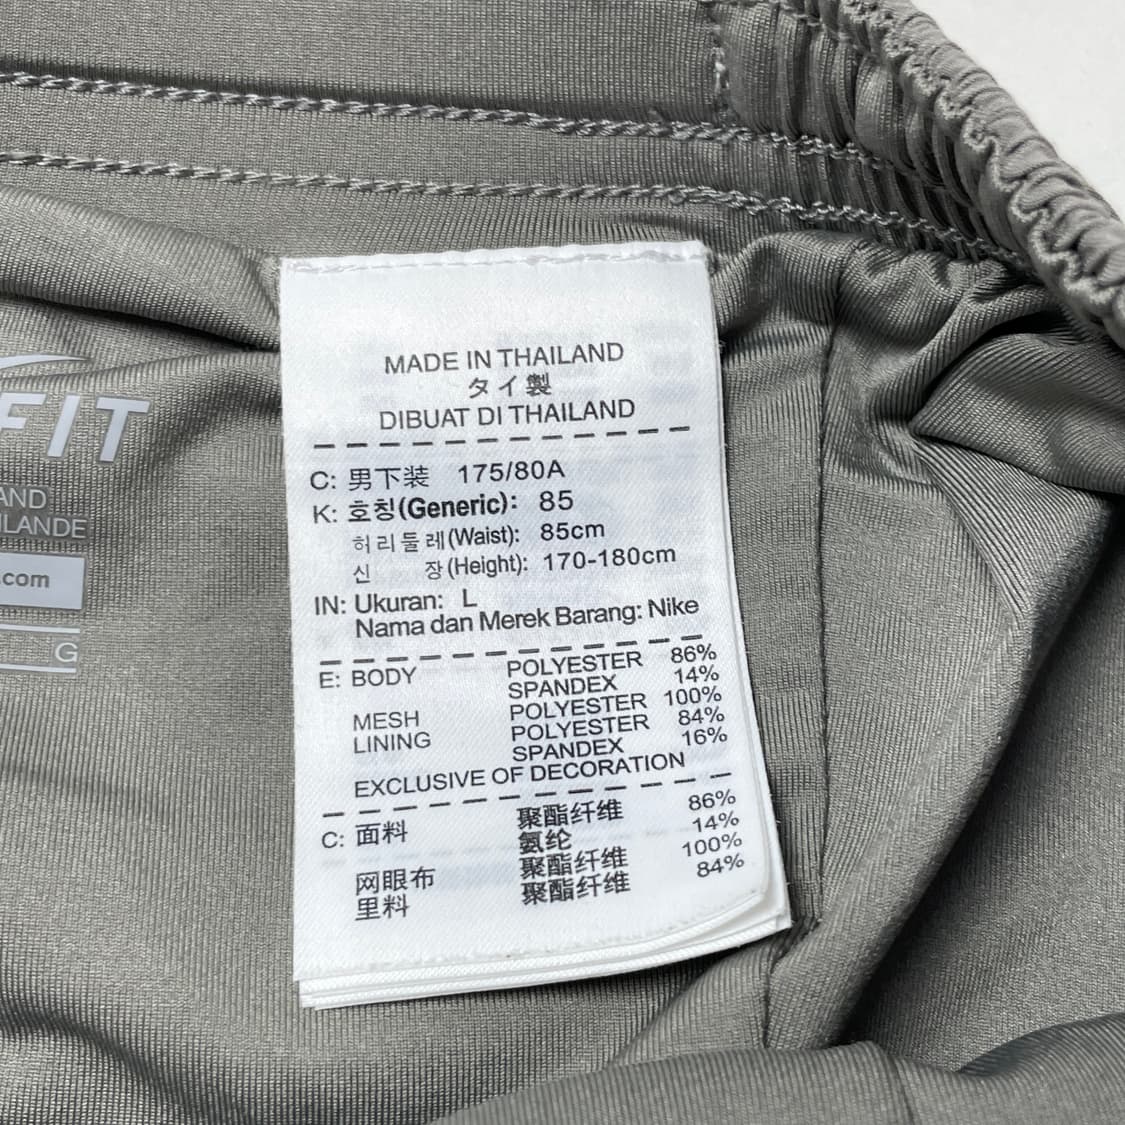 MADE IN THAILAND
タイ製
DIBUAT DI THAILAND
C: 男下装 175/80A
K: 호칭(Generic): 85
허리둘레(Waist): 85cm
신 장(Height): 170-180cm
IN: Ukuran: L
Nama dan Merek Barang: Nike
E: BODY POLYESTER 86%
SPANDEX 14%
MESH POLYESTER 100%
LINING POLYESTER 84%
SPANDEX 16%
EXCLUSIVE OF DECORATION
C: 面料 聚酯纤维 86%
氨纶 14%
网眼布 聚酯纤维 100%
里料 聚酯纤维 84%
FIT
AND
ILANDE
.com
G